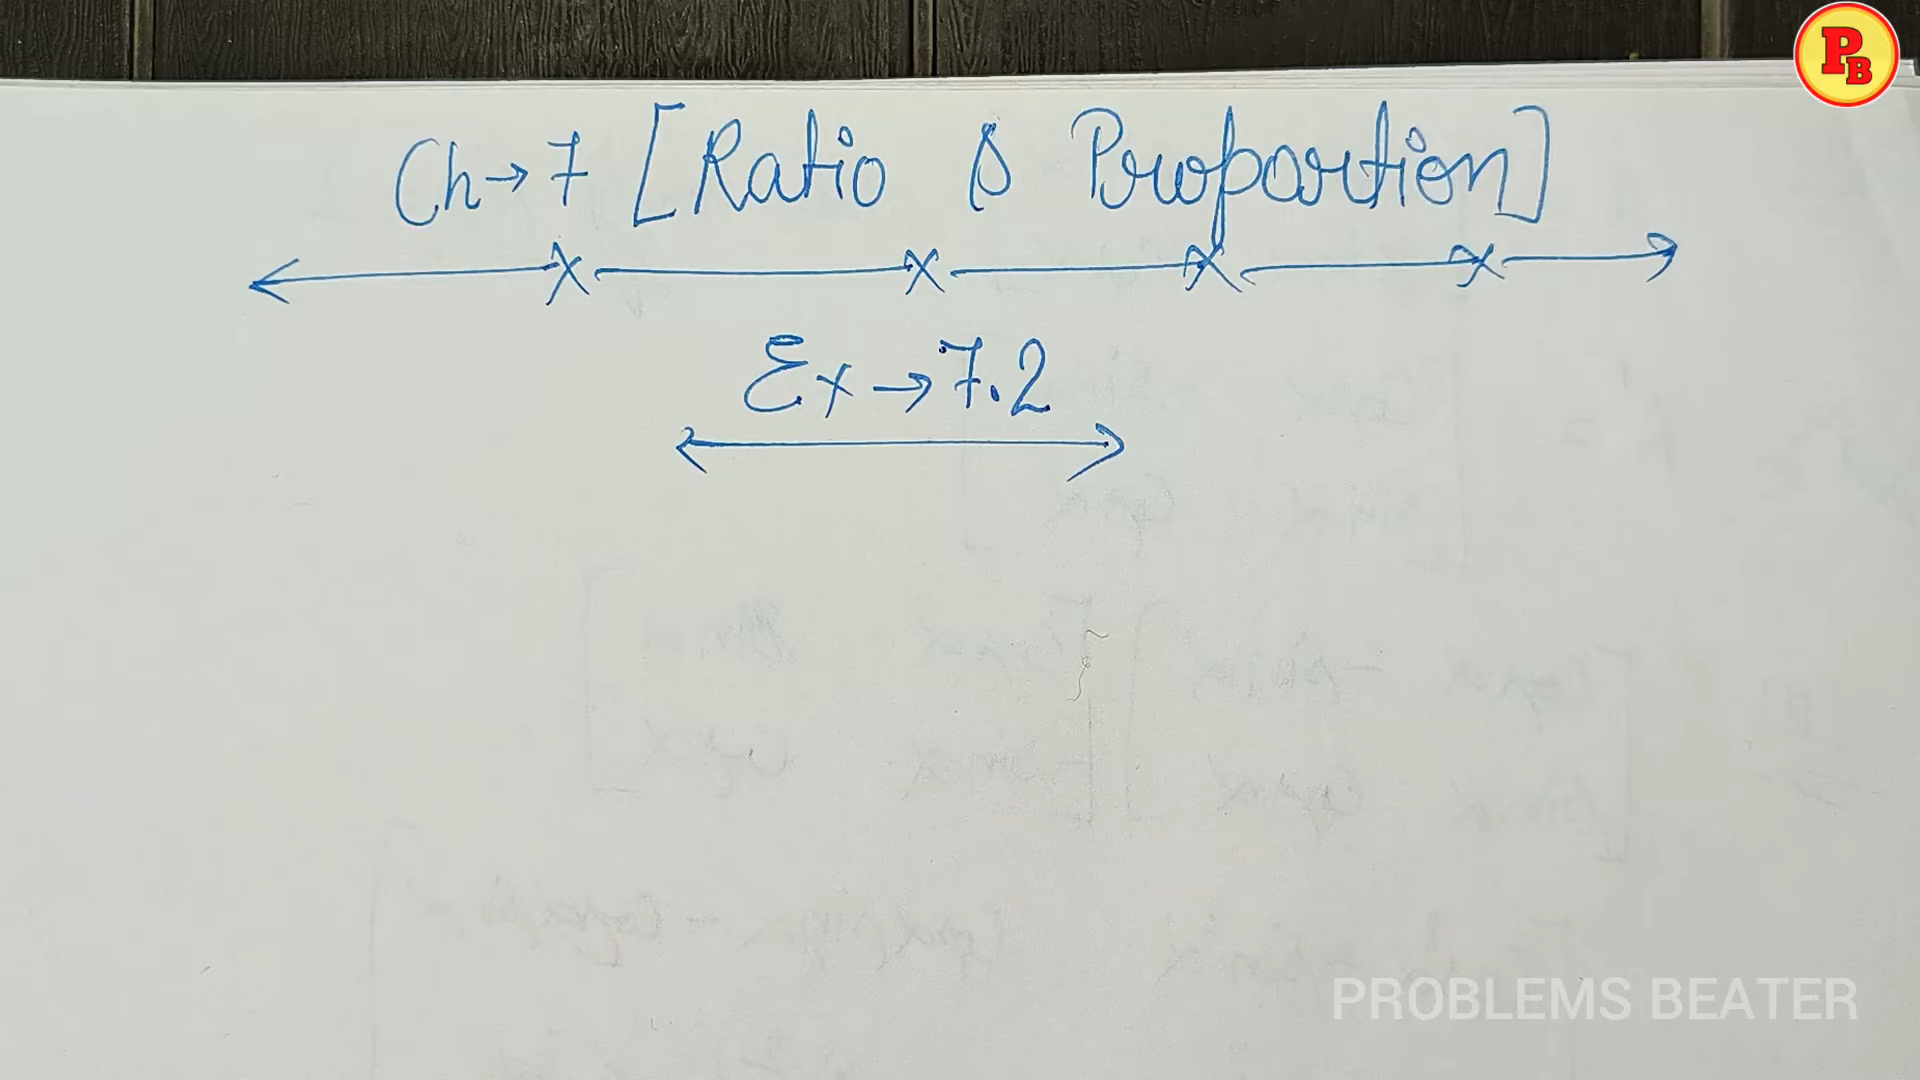 PB
Ch→7 [Ratio & Proportion]
Ex→7.2
PROBLEMS BEATER